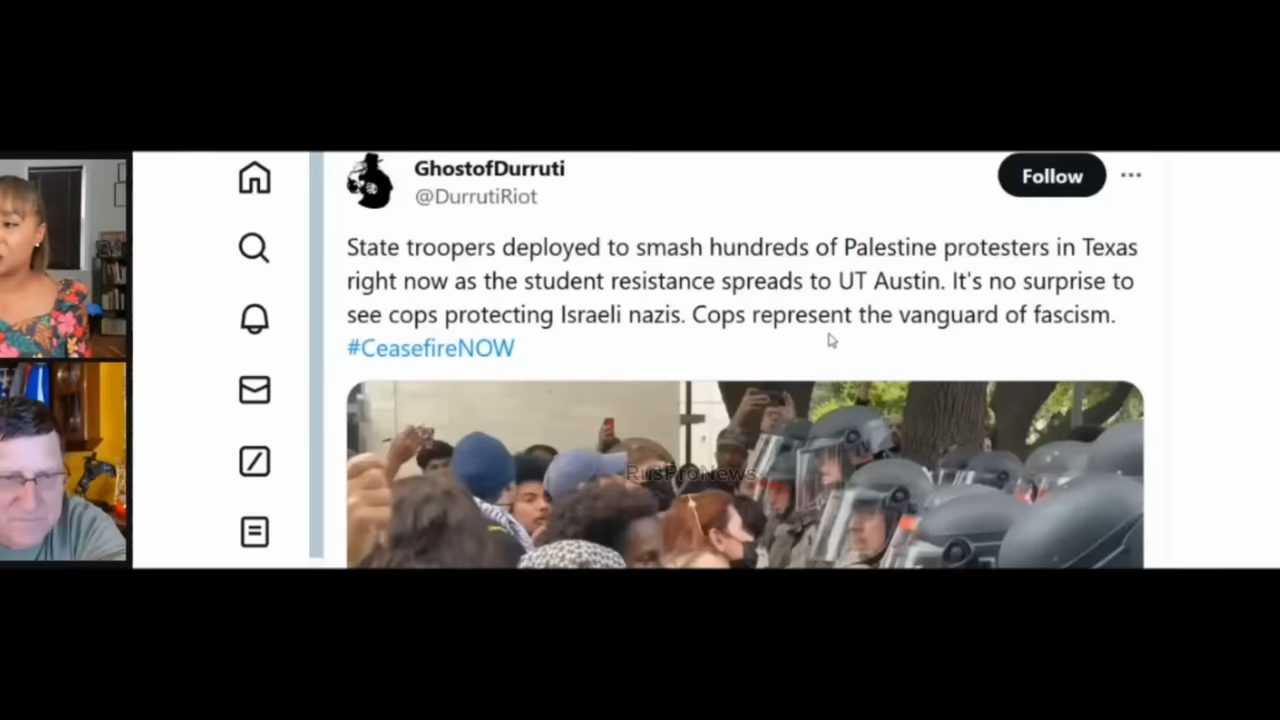 GhostofDurruti
Follow
@DurrutiRiot
State troopers deployed to smash hundreds of Palestine protesters in Texas
right now as the student resistance spreads to UT Austin. It's no surprise to
see cops protecting Israeli nazis. Cops represent the vanguard of fascism.
#CeasefireNOW
RusProNews